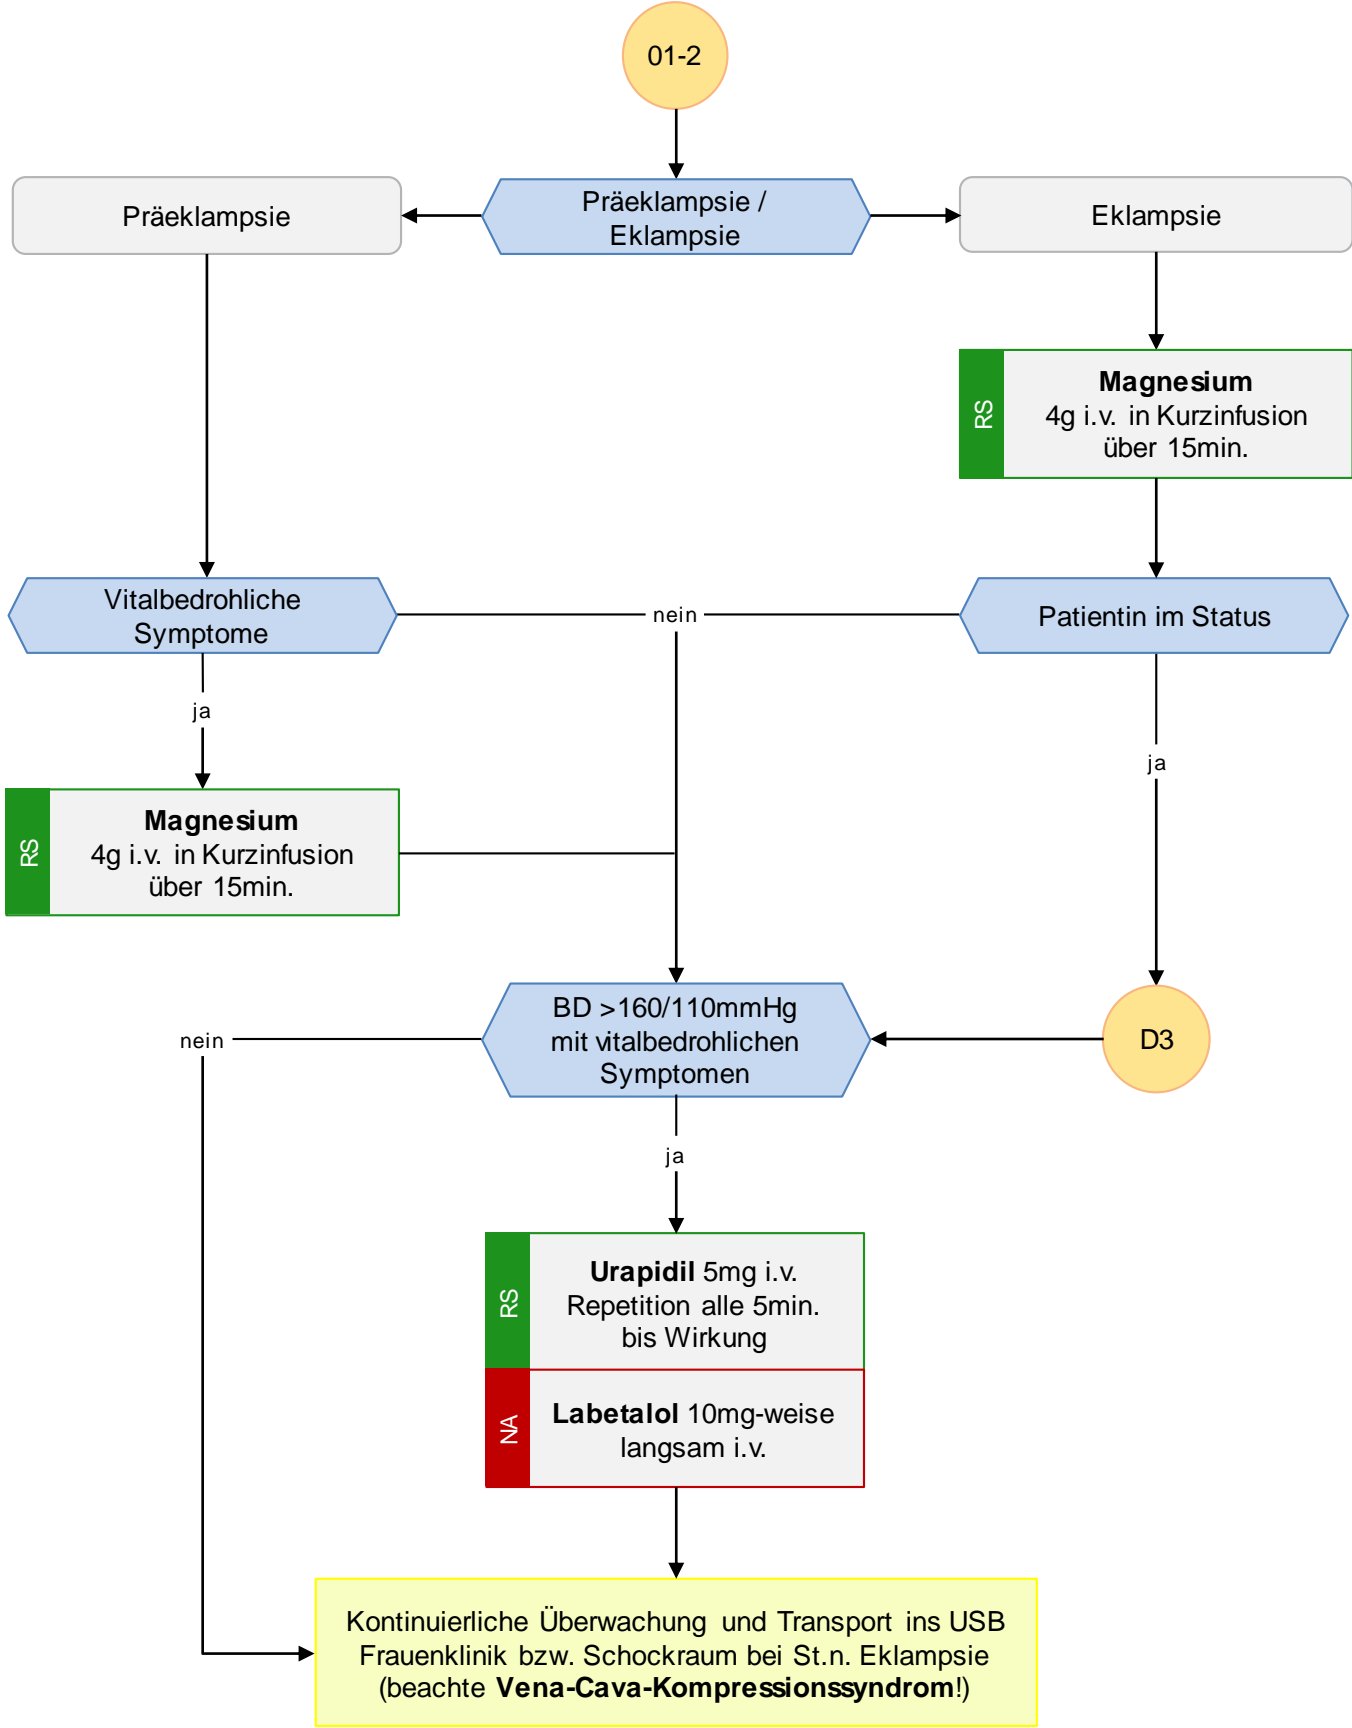 01-2
Präeklampsie
Präeklampsie /
Eklampsie
Eklampsie
RS
Magnesium
4g i.v. in Kurzinfusion
über 15min.
Vitalbedrohliche
Symptome
nein
Patientin im Status
ja
ja
RS
Magnesium
4g i.v. in Kurzinfusion
über 15min.
nein
BD >160/110mmHg
mit vitalbedrohlichen
Symptomen
D3
ja
RS
Urapidil 5mg i.v.
Repetition alle 5min.
bis Wirkung
NA
Labetalol 10mg-weise
langsam i.v.
Kontinuierliche Überwachung und Transport ins USB
Frauenklinik bzw. Schockraum bei St.n. Eklampsie
(beachte Vena-Cava-Kompressionssyndrom!)